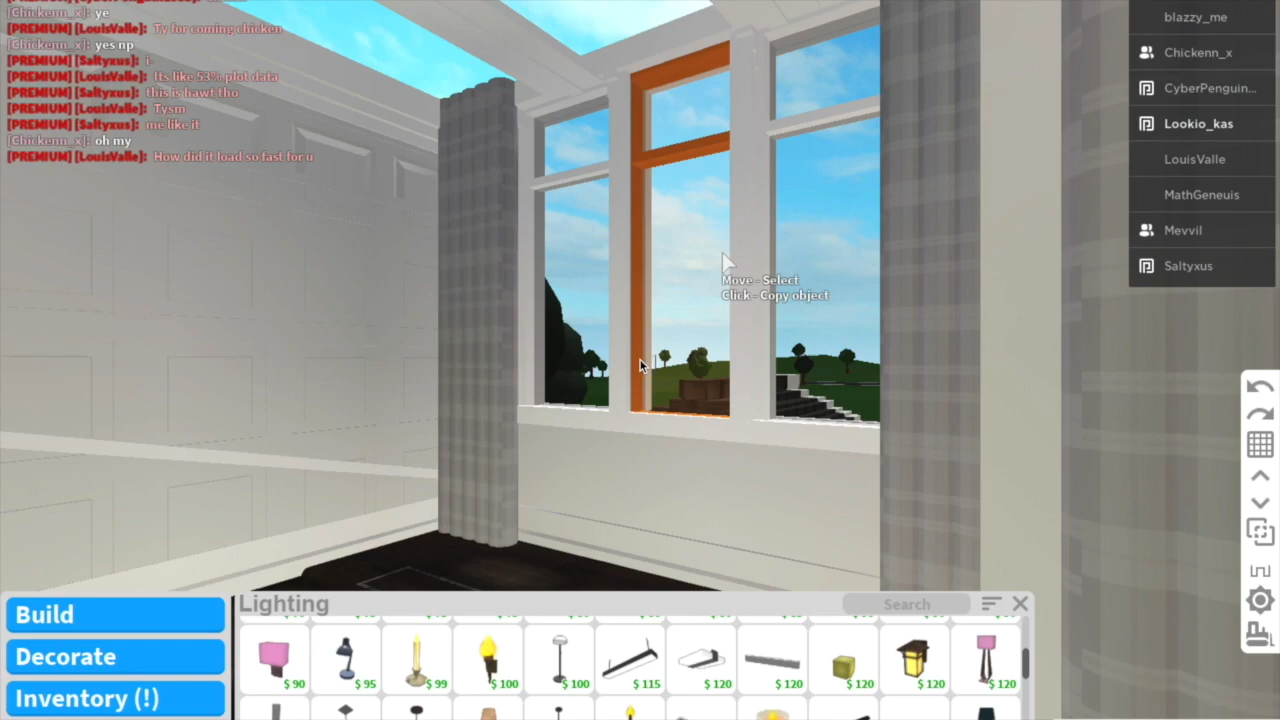 [Chickenn_x]: ye
[PREMIUM] [LouisValle]: Ty for coming chicken
[Chickenn_x]: yes np
[PREMIUM] [Saltyxus]: i-
[PREMIUM] [LouisValle]: Its like 53% plot data
[PREMIUM] [Saltyxus]: this is hawt tho
[PREMIUM] [LouisValle]: Tysm
[PREMIUM] [Saltyxus]: me like it
[Chickenn_x]: oh my
[PREMIUM] [LouisValle]: How did it load so fast for u
blazzy_me
Chickenn_x
CyberPenguin...
Lookio_kas
LouisValle
MathGeneuis
Mevvil
Saltyxus
Move - Select
Click - Copy object
Build
Decorate
Inventory (!)
Lighting
Search
$ 90
$ 95
$ 99
$ 100
$ 100
$ 115
$ 120
$ 120
$ 120
$ 120
$ 120